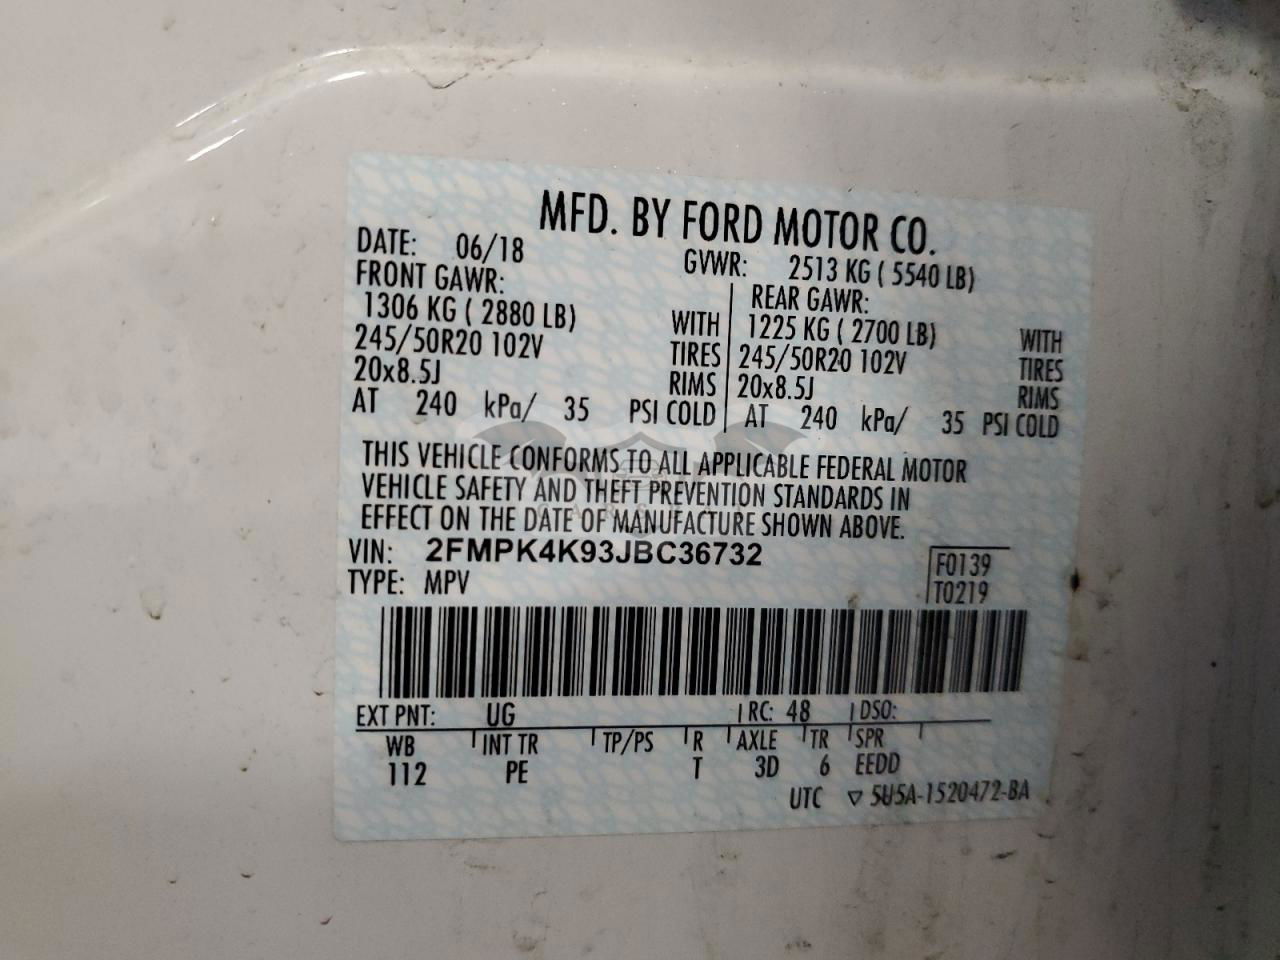 MFD. BY FORD MOTOR CO.
DATE: 06/18 GVWR: 2513 KG ( 5540 LB)
FRONT GAWR: REAR GAWR:
1306 KG ( 2880 LB) WITH 1225 KG ( 2700 LB) WITH
245/50R20 102V TIRES 245/50R20 102V TIRES
20x8.5J RIMS 20x8.5J RIMS
AT 240 kPa/ 35 PSI COLD AT 240 kPa/ 35 PSI COLD
THIS VEHICLE CONFORMS TO ALL APPLICABLE FEDERAL MOTOR
VEHICLE SAFETY AND THEFT PREVENTION STANDARDS IN
EFFECT ON THE DATE OF MANUFACTURE SHOWN ABOVE.
VIN: 2FMPK4K93JBC36732 F0139
TYPE: MPV T0219
EXT PNT: UG RC: 48 DSO:
WB INT TR TP/PS R AXLE TR SPR
112 PE T 3D 6 EEDD
UTC ▽ 5U5A-1520472-BA